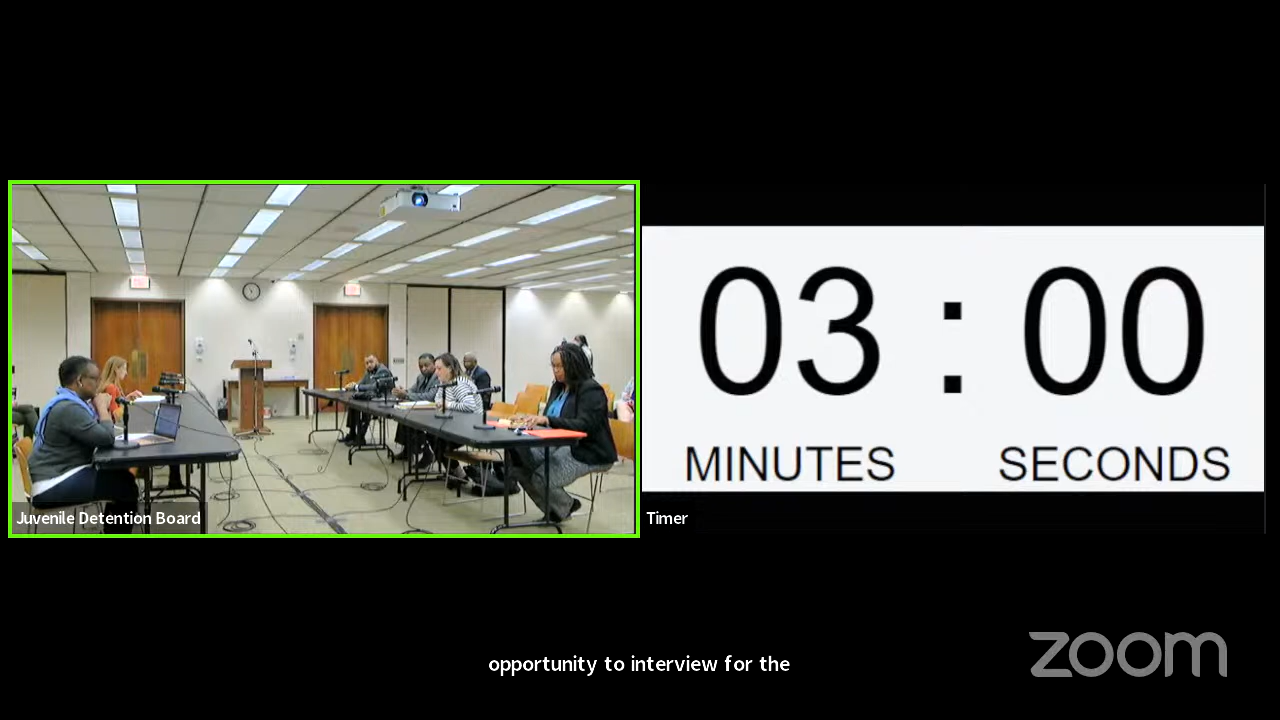 03 : 00
MINUTES SECONDS
Juvenile Detention Board
Timer
opportunity to interview for the
zoom